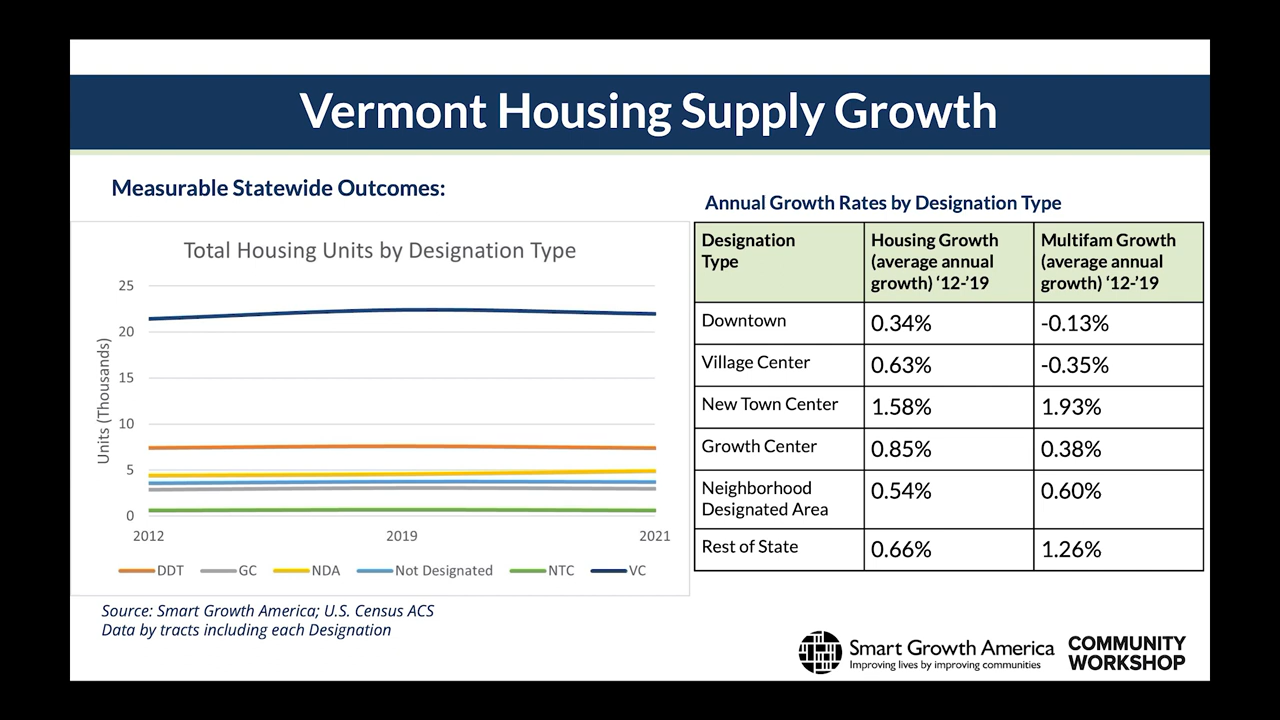 Vermont Housing Supply Growth
Measurable Statewide Outcomes:
Total Housing Units by Designation Type
Units (Thousands)
25
20
15
10
5
0
2012 2019 2021
DDT GC NDA Not Designated NTC VC
Source: Smart Growth America; U.S. Census ACS
Data by tracts including each Designation
Annual Growth Rates by Designation Type
Designation
Type
Housing Growth
(average annual
growth) ‘12-’19
Multifam Growth
(average annual
growth) ‘12-’19
Downtown 0.34% -0.13%
Village Center 0.63% -0.35%
New Town Center 1.58% 1.93%
Growth Center 0.85% 0.38%
Neighborhood
Designated Area
0.54% 0.60%
Rest of State 0.66% 1.26%
Smart Growth America
Improving lives by improving communities
COMMUNITY
WORKSHOP